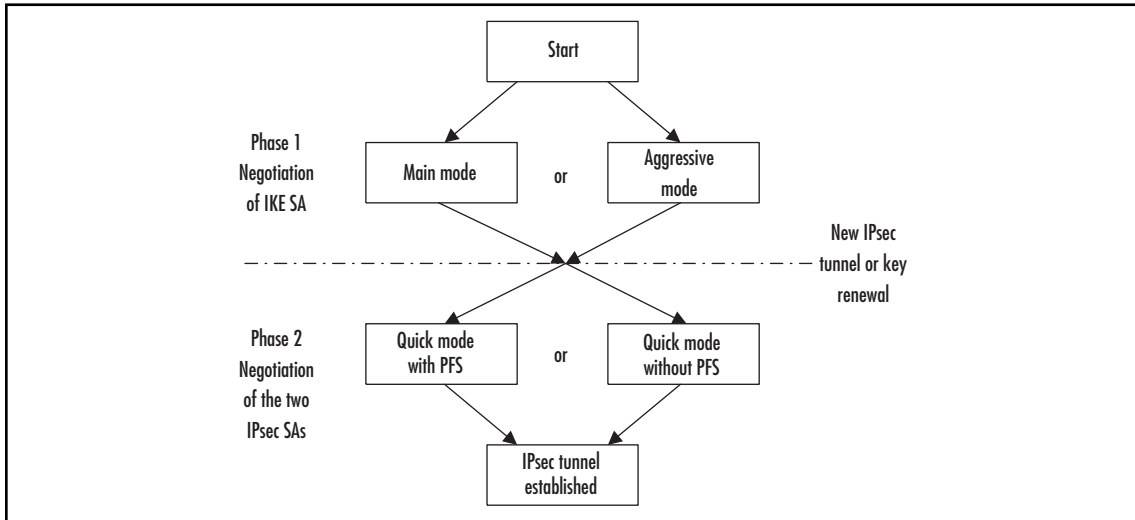 Start
Phase 1
Negotiation
of IKE SA
Main mode
or
Aggressive
mode
New IPsec
tunnel or key
renewal
Phase 2
Negotiation
of the two
IPsec SAs
Quick mode
with PFS
or
Quick mode
without PFS
IPsec tunnel
established